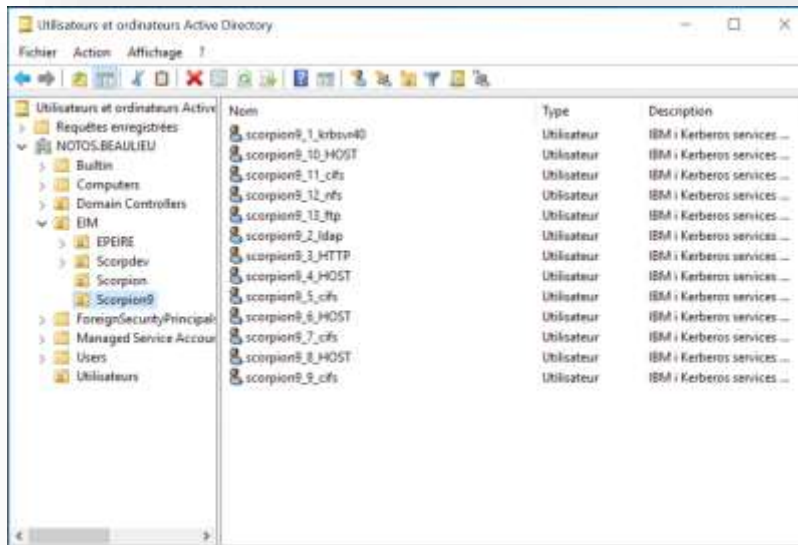 Utilisateurs et ordinateurs Active Directory
Fichier Action Affichage ?
Utilisateurs et ordinateurs Active
Requêtes enregistrées
NOTOS.BEAULIEU
Builtin
Computers
Domain Controllers
EIM
EPEIRE
Scorpdev
Scorpion
Scorpion9
ForeignSecurityPrincipals
Managed Service Accour
Users
Utilisateurs
Nom Type Description
scorpion9_1_krbsvr40 Utilisateur IBM i Kerberos services ...
scorpion9_10_HOST Utilisateur IBM i Kerberos services ...
scorpion9_11_cifs Utilisateur IBM i Kerberos services ...
scorpion9_12_nfs Utilisateur IBM i Kerberos services ...
scorpion9_13_ftp Utilisateur IBM i Kerberos services ...
scorpion9_2_ldap Utilisateur IBM i Kerberos services ...
scorpion9_3_HTTP Utilisateur IBM i Kerberos services ...
scorpion9_4_HOST Utilisateur IBM i Kerberos services ...
scorpion9_5_cifs Utilisateur IBM i Kerberos services ...
scorpion9_6_HOST Utilisateur IBM i Kerberos services ...
scorpion9_7_cifs Utilisateur IBM i Kerberos services ...
scorpion9_8_HOST Utilisateur IBM i Kerberos services ...
scorpion9_9_cifs Utilisateur IBM i Kerberos services ...